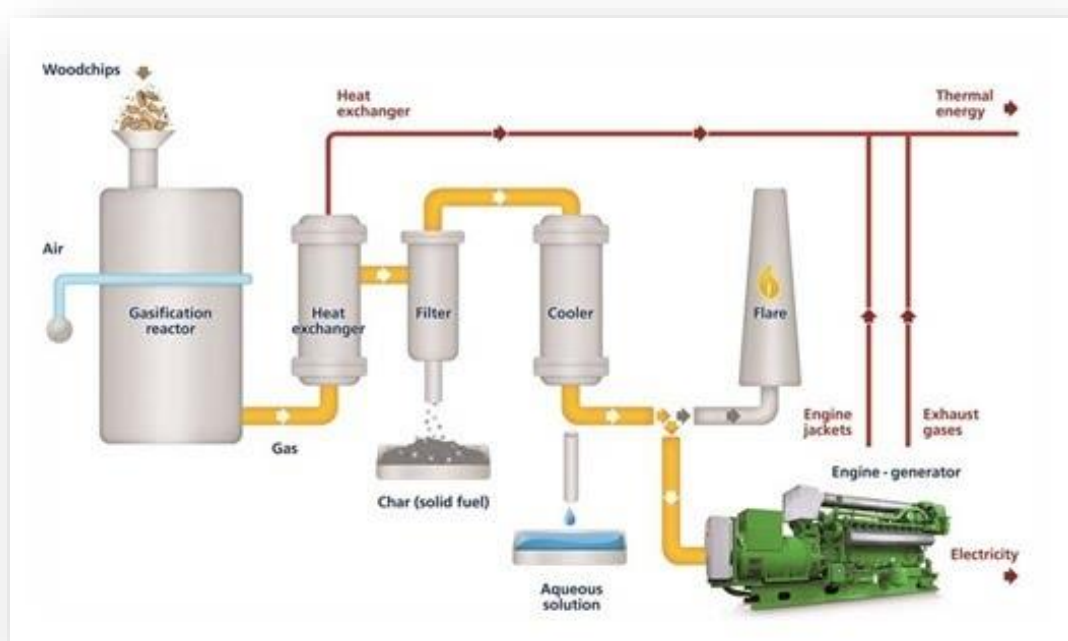 Woodchips
Heat
exchanger
Thermal
energy
Air
Gasification
reactor
Heat
exchanger
Filter
Cooler
Flare
Gas
Engine
jackets
Exhaust
gases
Engine - generator
Char (solid fuel)
Electricity
Aqueous
solution